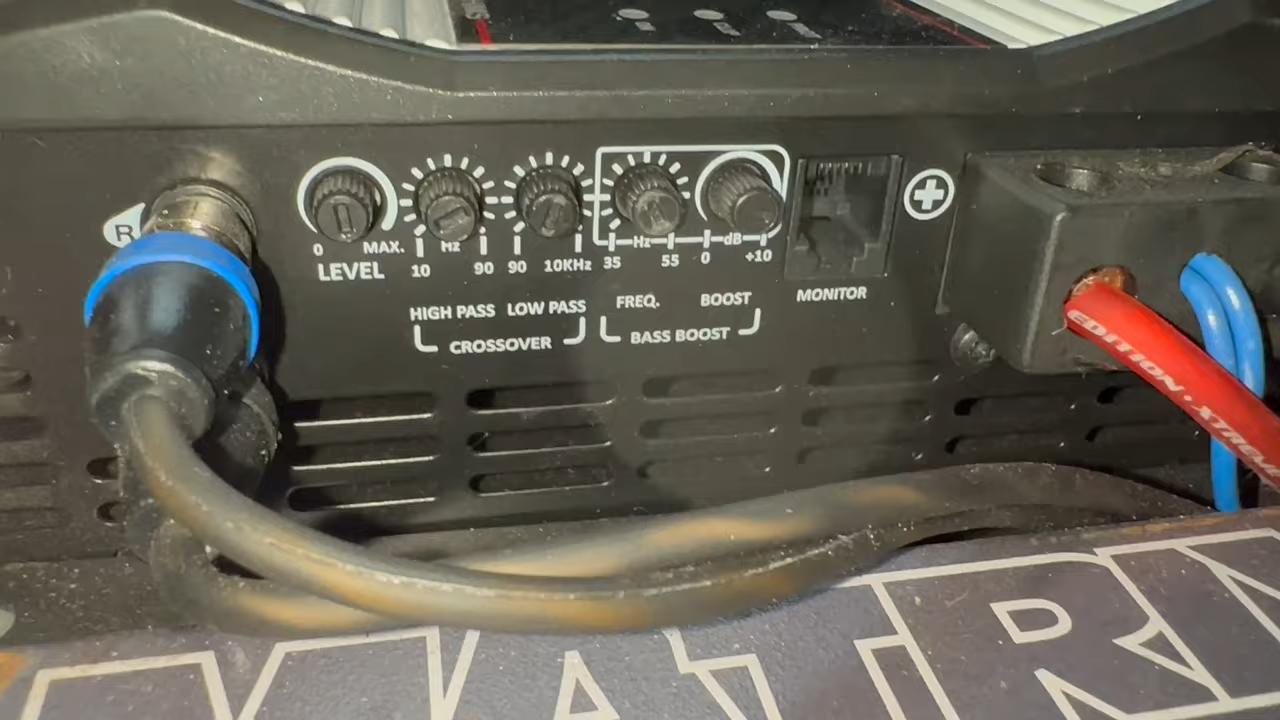 R
0 MAX.
LEVEL
10 Hz 90
90 10KHz
HIGH PASS LOW PASS
CROSSOVER
35 Hz 55
0 dB +10
FREQ. BOOST
BASS BOOST
MONITOR
EDITION · XTREME